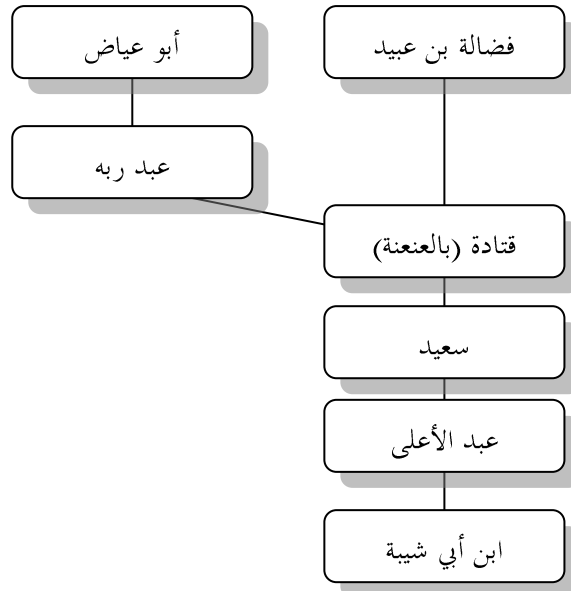 فضالة بن عبيد
أبو عياض
عبد ربه
قتادة (بالعنعنة)
سعيد
عبد الأعلى
ابن أبي شيبة